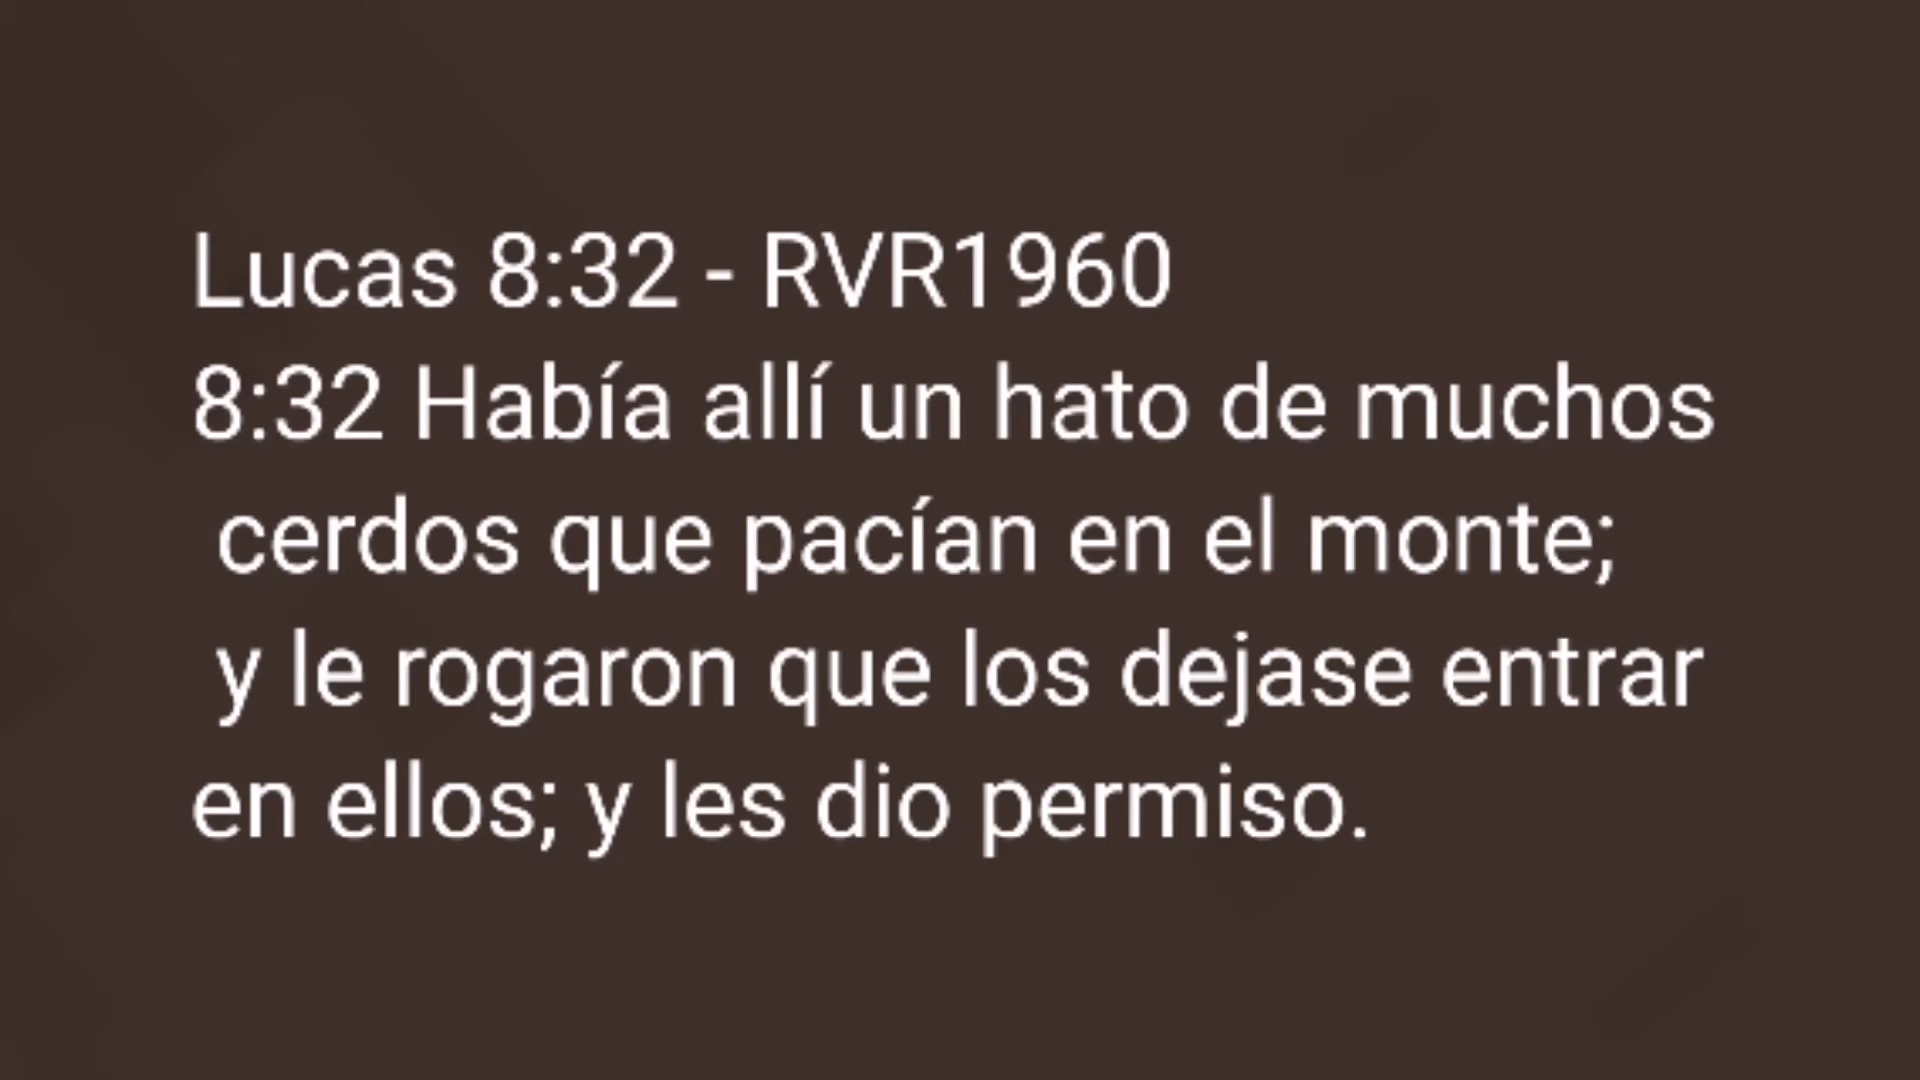 Lucas 8:32 - RVR1960
8:32 Había allí un hato de muchos
cerdos que pacían en el monte;
y le rogaron que los dejase entrar
en ellos; y les dio permiso.